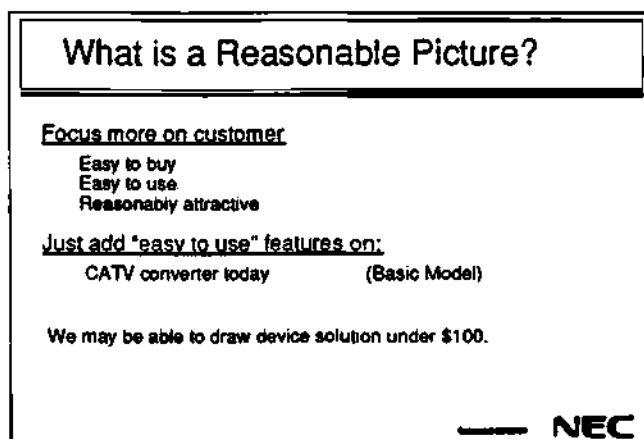 What is a Reasonable Picture?
Focus more on customer
Easy to buy
Easy to use
Reasonably attractive
Just add "easy to use" features on:
CATV converter today (Basic Model)
We may be able to draw device solution under $100.
NEC